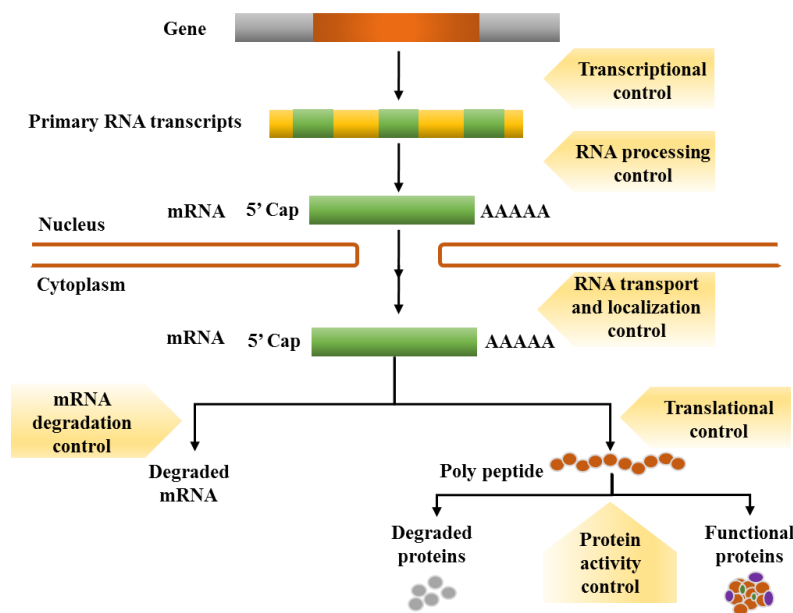 Gene
Transcriptional
control
Primary RNA transcripts
RNA processing
control
mRNA 5’ Cap AAAAA
Nucleus
Cytoplasm
RNA transport
and localization
control
mRNA 5’ Cap AAAAA
mRNA
degradation
control
Translational
control
Degraded
mRNA
Poly peptide
Degraded
proteins
Protein
activity
control
Functional
proteins